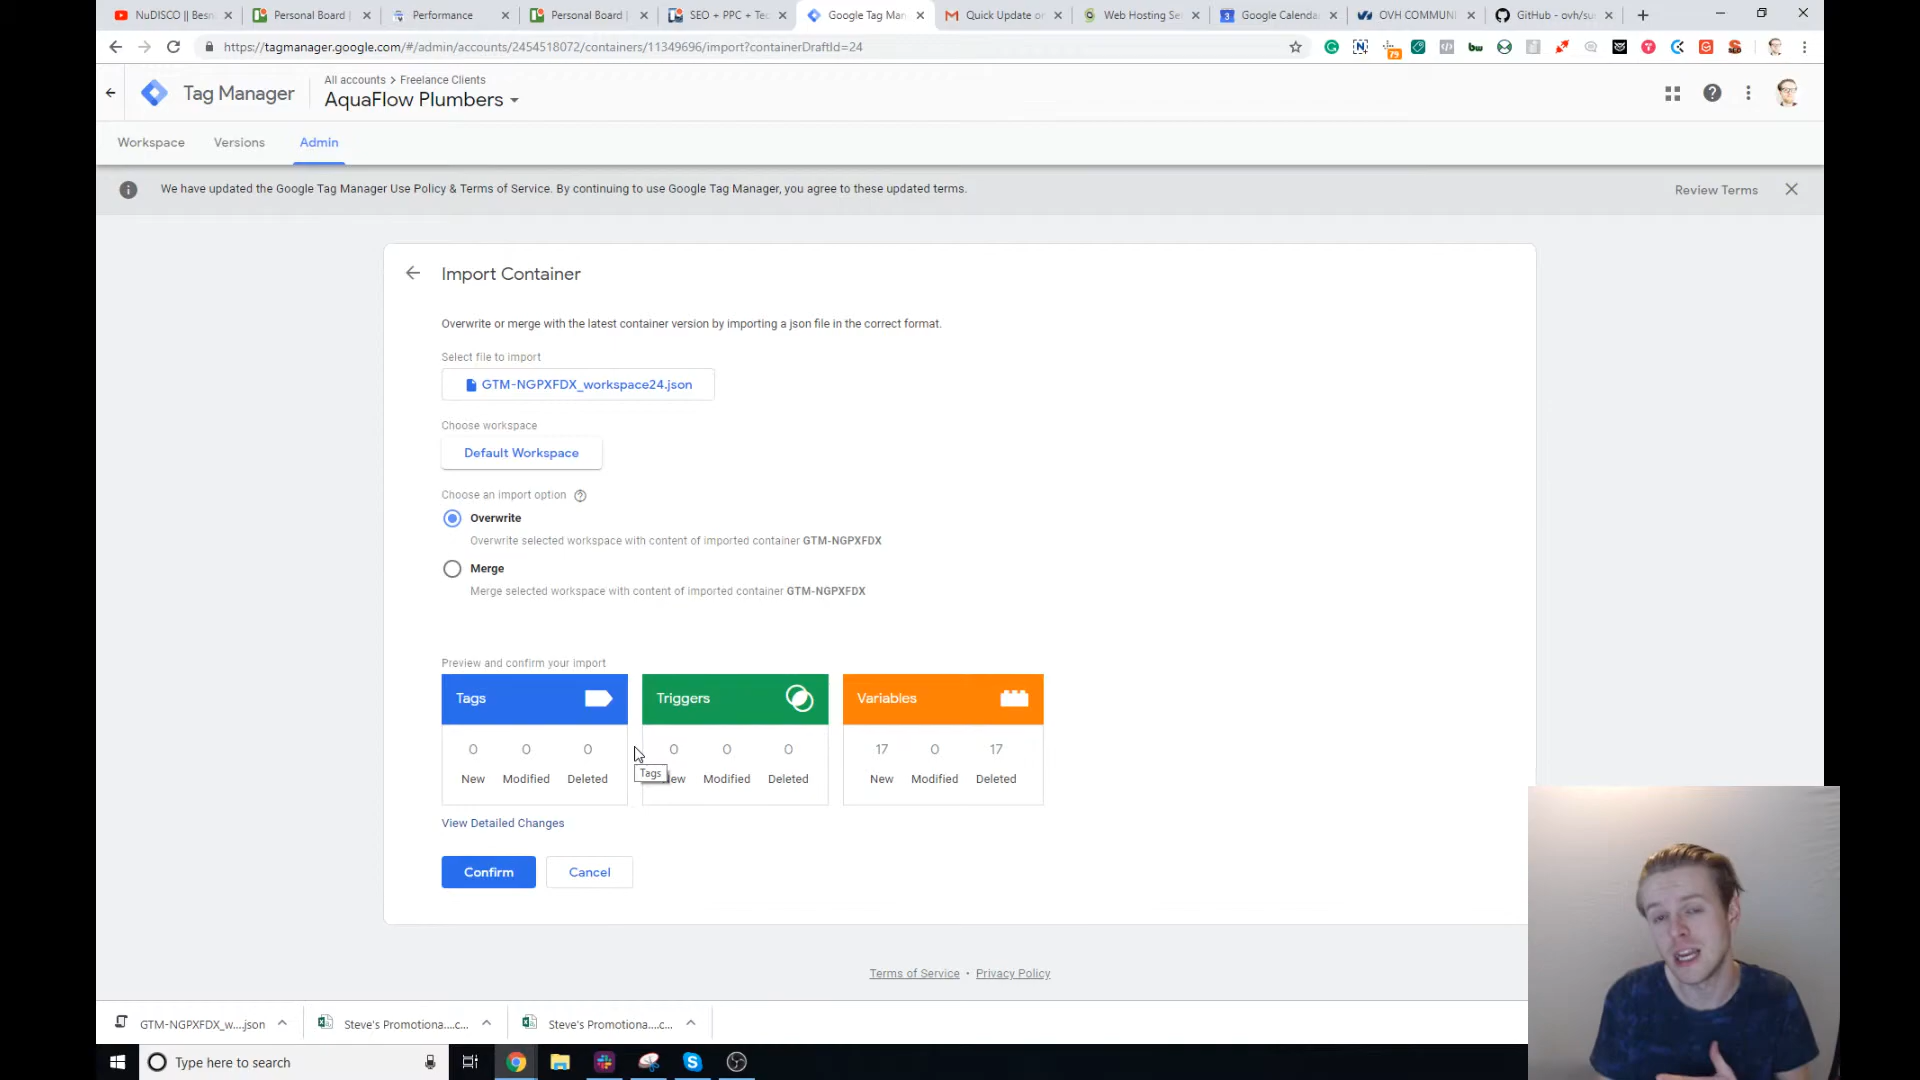 NuDISCO || Besn
Personal Board |
Performance
Personal Board |
SEO + PPC + Tec
Google Tag Man
Quick Update on
Web Hosting Se
Google Calenda
OVH COMMUNI
GitHub - ovh/su
https://tagmanager.google.com/#/admin/accounts/2454518072/containers/11349696/import?containerDraftId=24
79
Tag Manager
All accounts > Freelance Clients
AquaFlow Plumbers
Workspace
Versions
Admin
We have updated the Google Tag Manager Use Policy & Terms of Service. By continuing to use Google Tag Manager, you agree to these updated terms.
Review Terms
Import Container
Overwrite or merge with the latest container version by importing a json file in the correct format.
Select file to import
GTM-NGPXFDX_workspace24.json
Choose workspace
Default Workspace
Choose an import option
Overwrite
Overwrite selected workspace with content of imported container GTM-NGPXFDX
Merge
Merge selected workspace with content of imported container GTM-NGPXFDX
Preview and confirm your import
Tags
Triggers
Variables
0 0 0
0 0 0
17 0 17
New Modified Deleted
Tags
ew Modified Deleted
New Modified Deleted
View Detailed Changes
Confirm
Cancel
Terms of Service • Privacy Policy
GTM-NGPXFDX_w....json
Steve's Promotiona....c...
Steve's Promotiona....c...
Type here to search